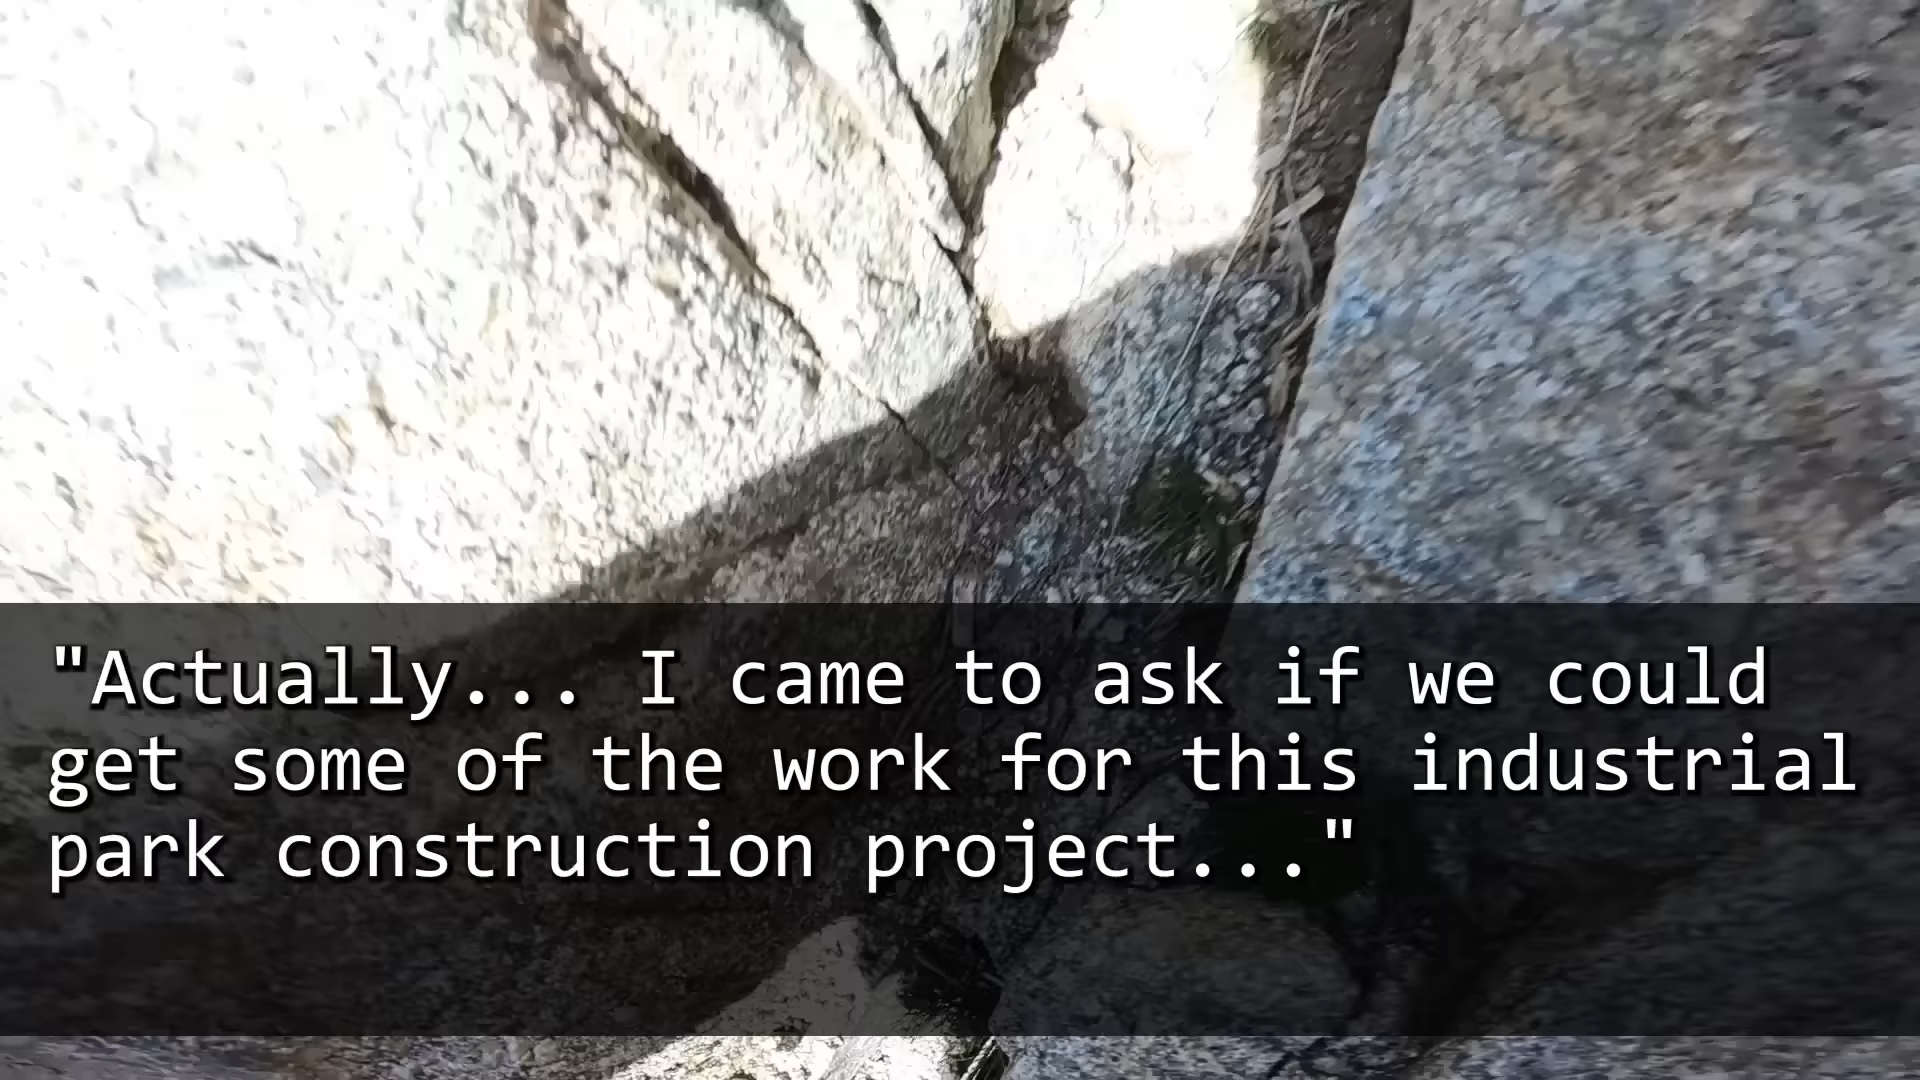 "Actually... I came to ask if we could
get some of the work for this industrial
park construction project..."